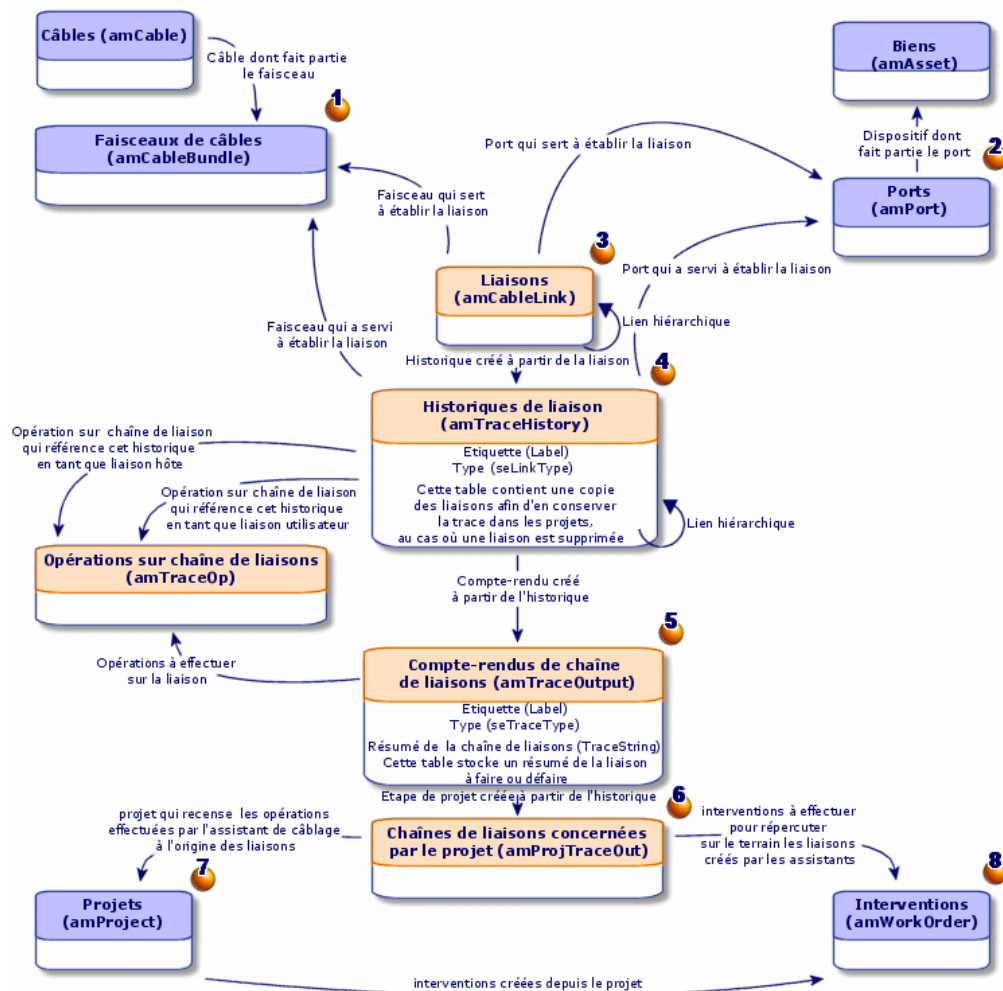 Câbles (amCable)
Câble dont fait partie
le faisceau
1
Faisceaux de câbles
(amCableBundle)
Biens
(amAsset)
Dispositif dont
fait partie le port
2
Ports
(amPort)
Port qui sert à établir la liaison
Faisceau qui sert
à établir la liaison
3
Liaisons
(amCableLink)
Port qui a servi à établir la liaison
Lien hiérarchique
Faisceau qui a servi
à établir la liaison
Historique créé à partir de la liaison
4
Historiques de liaison
(amTraceHistory)
Etiquette (Label)
Type (seLinkType)
Cette table contient une copie
des liaisons afin d'en conserver
la trace dans les projets,
au cas où une liaison est supprimée
Lien hiérarchique
Opération sur chaîne de liaison
qui référence cet historique
en tant que liaison hôte
Opération sur chaîne de liaison
qui référence cet historique
en tant que liaison utilisateur
Opérations sur chaîne de liaisons
(amTraceOp)
Compte-rendu créé
à partir de l'historique
5
Opérations à effectuer
sur la liaison
Compte-rendus de chaîne
de liaisons (amTraceOutput)
Etiquette (Label)
Type (seTraceType)
Résumé de la chaîne de liaisons (TraceString)
Cette table stocke un résumé de la liaison
à faire ou défaire
Etape de projet créée à partir de l'historique
6
projet qui recense les opérations
effectuées par l'assistant de câblage
à l'origine des liaisons
Chaînes de liaisons concernées
par le projet (amProjTraceOut)
interventions à effectuer
pour répercuter
sur le terrain les liaisons
créés par les assistants
7
Projets
(amProject)
8
Interventions
(amWorkOrder)
interventions créées depuis le projet